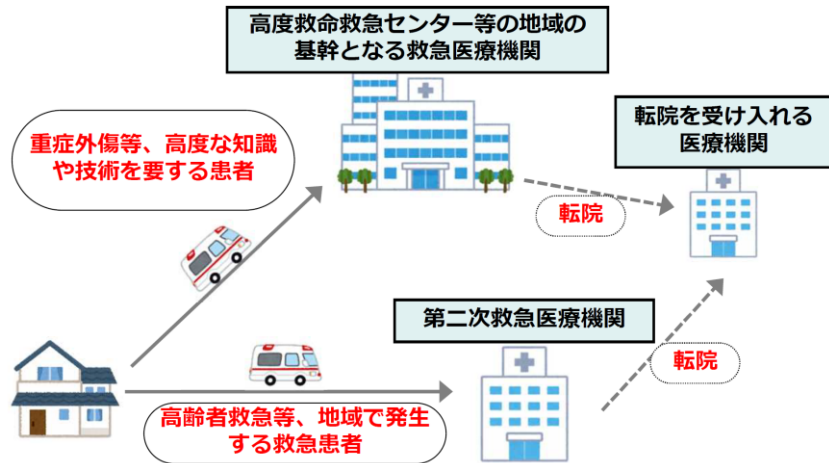 高度救命救急センター等の地域の
基幹となる救急医療機関
転院を受け入れる
医療機関
重症外傷等、高度な知識
や技術を要する患者
転院
第二次救急医療機関
転院
高齢者救急等、地域で発生
する救急患者